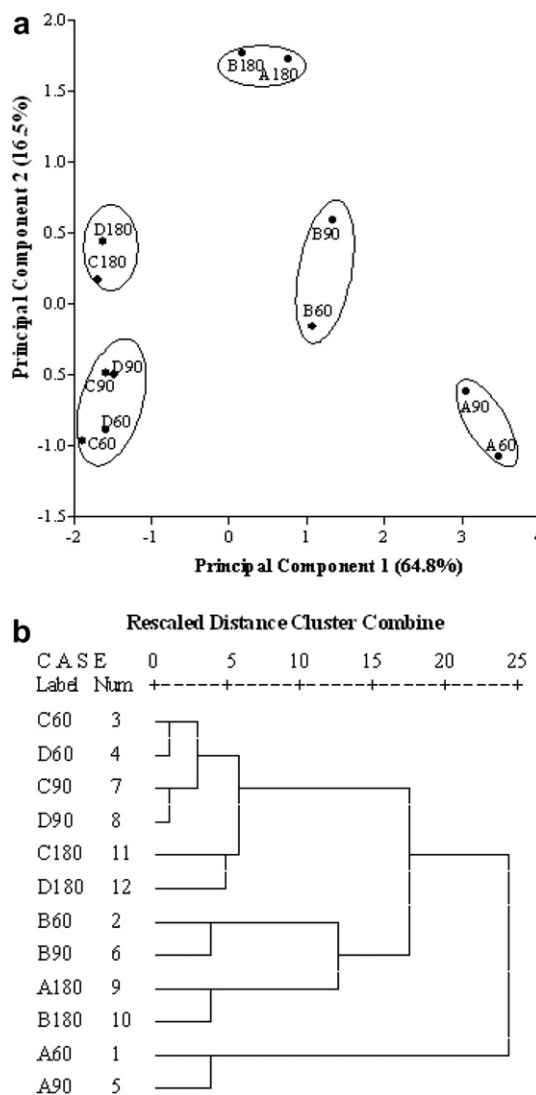 a
2.0
1.5
1.0
0.5
0.0
0.5
-1.0
-1.5
Principal Component 2 (16.5%)
B180
A180
D180
C180
B90
B60
D90
C90
D60
C60
A90
A60
-2
-1
0
1
2
3
4
Principal Component 1 (64.8%)
b
Rescaled Distance Cluster Combine
C A S E 0 5 10 15 20 25
Label Num
C60 3
D60 4
C90 7
D90 8
C180 11
D180 12
B60 2
B90 6
A180 9
B180 10
A60 1
A90 5